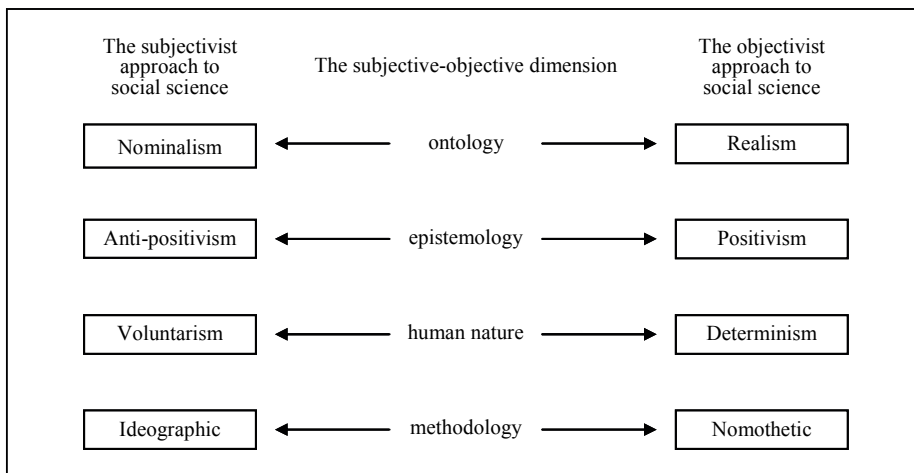 The subjectivist
approach to
social science
The subjective-objective dimension
The objectivist
approach to
social science
Nominalism
ontology
Realism
Anti-positivism
epistemology
Positivism
Voluntarism
human nature
Determinism
Ideographic
methodology
Nomothetic